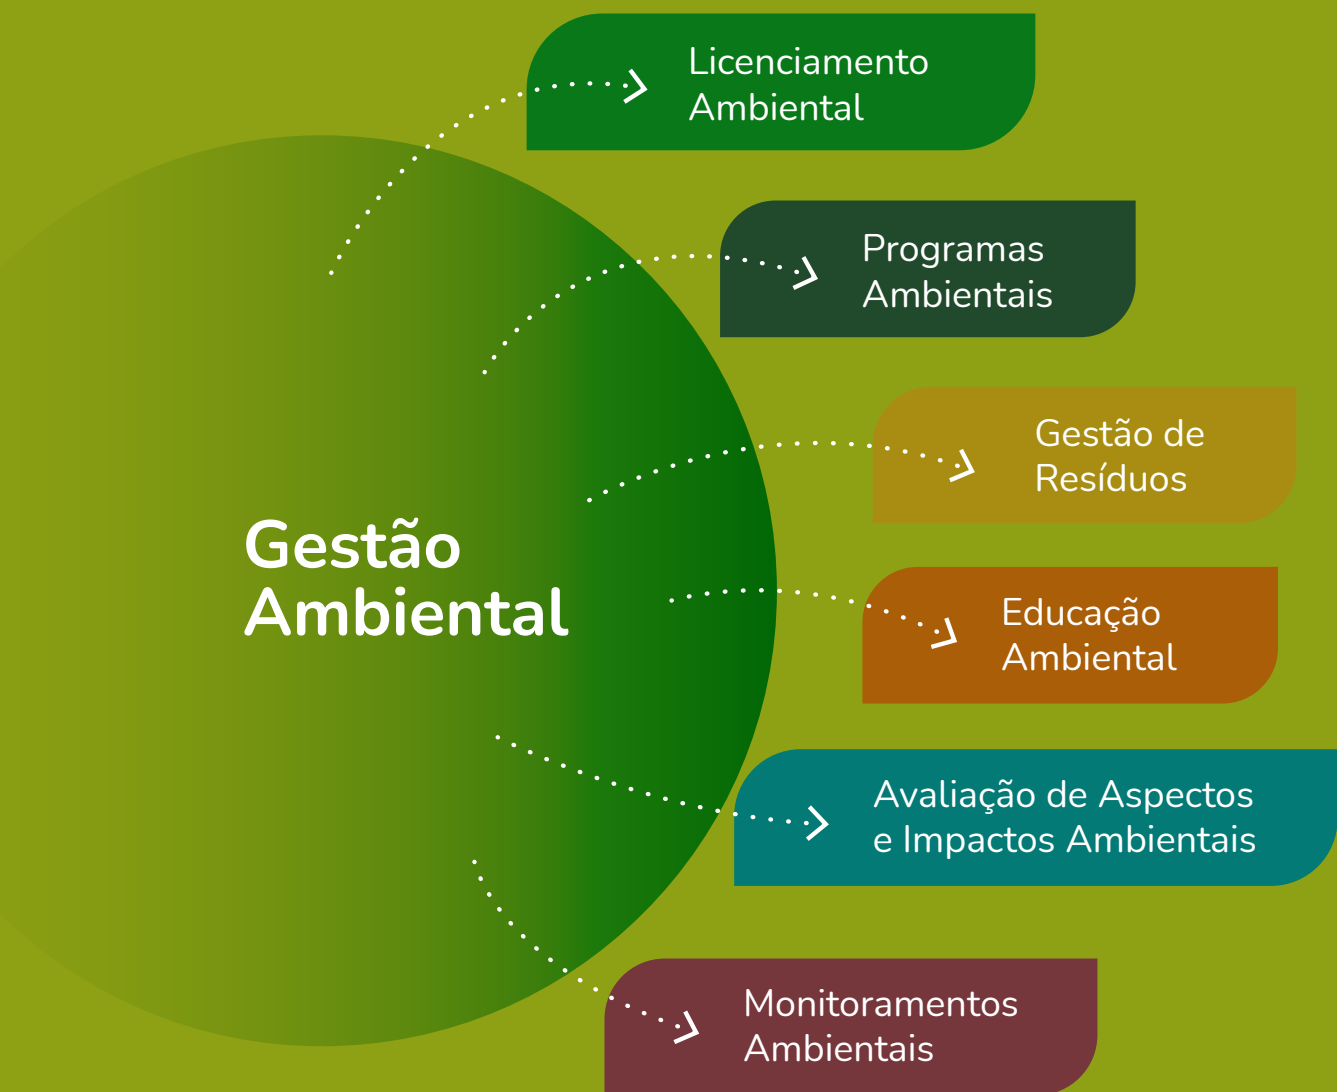 Licenciamento
Ambiental
Programas
Ambientais
Gestão de
Resíduos
Gestão
Ambiental
Educação
Ambiental
Avaliação de Aspectos
e Impactos Ambientais
Monitoramentos
Ambientais